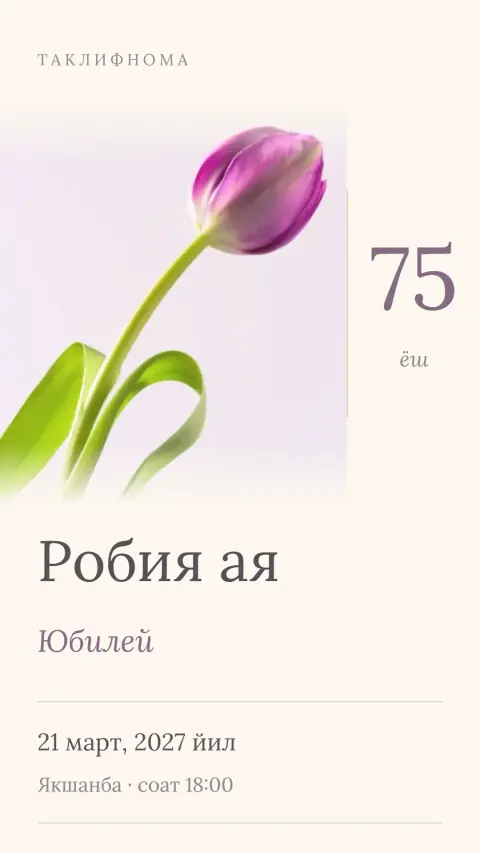 ТАКЛИФНОМА
75
ёш
Робия ая
Юбилей
21 март, 2027 йил
Якшанба · соат 18:00